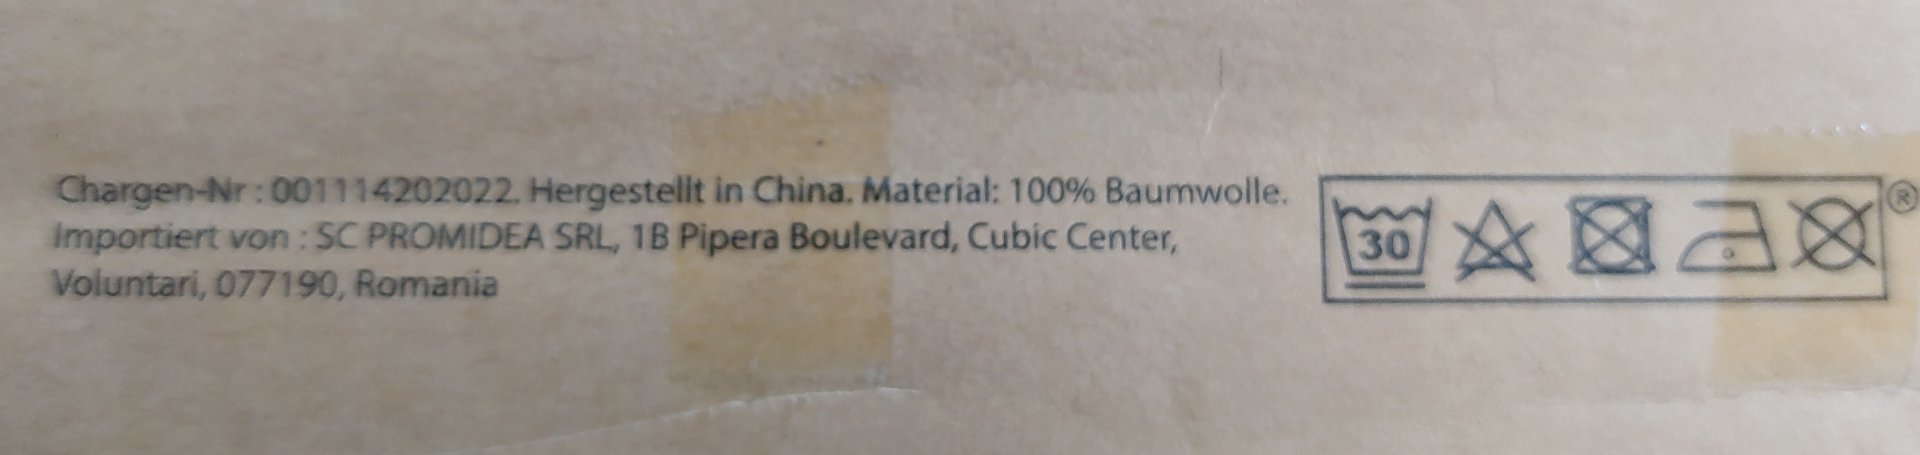 Chargen-Nr : 001114202022. Hergestellt in China. Material: 100% Baumwolle.
Importiert von : SC PROMIDEA SRL, 1B Pipera Boulevard, Cubic Center,
Voluntari, 077190, Romania
30
®